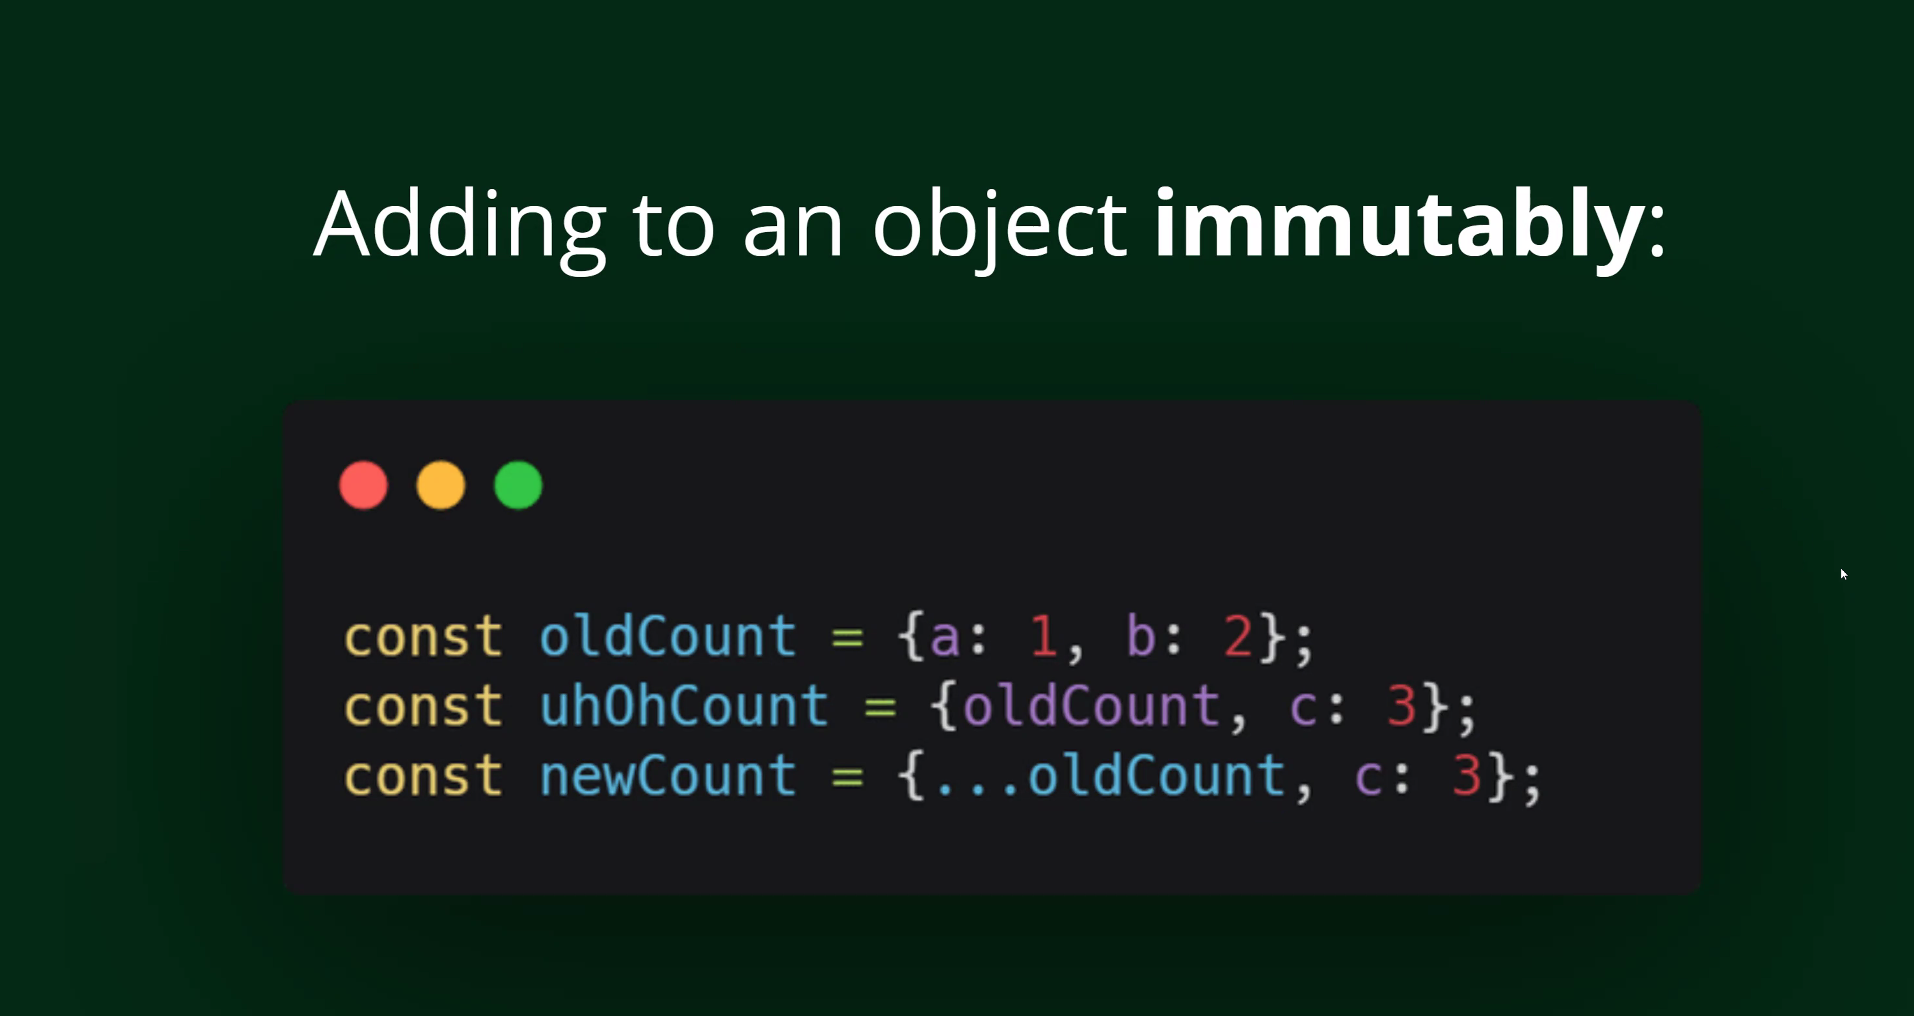 Adding to an object immutably:
const oldCount = {a: 1, b: 2};
const uhOhCount = {oldCount, c: 3};
const newCount = {...oldCount, c: 3};